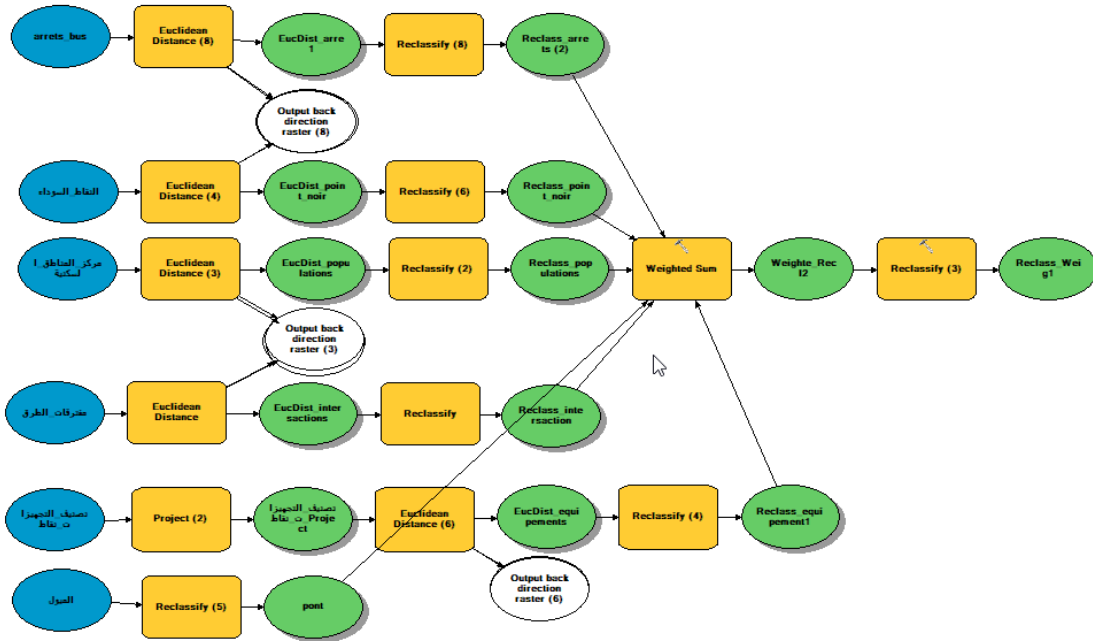 arrets_bus
Euclidean
Distance (8)
EucDist_arre
1
Reclassify (8)
Reclass_arre
ts (2)
Output back
direction
raster (8)
النقاط_السوداء
Euclidean
Distance (4)
EucDist_poin
t_noir
Reclassify (6)
Reclass_poin
t_noir
مركز_المناطق_ا
لسكنية
Euclidean
Distance (3)
EucDist_popu
lations
Reclassify (2)
Reclass_pop
ulations
Weighted Sum
Weighte_Rec
l2
Reclassify (3)
Reclass_Wei
g1
Output back
direction
raster (3)
مفترقات_الطرق
Euclidean
Distance
EucDist_inter
sactions
Reclassify
Reclass_inte
rsaction
تصنيف_التجهيزا
ت_نقاط
Project (2)
تصنيف_التجهيزا
ت_نقاط_Proje
ct
Euclidean
Distance (6)
EucDist_equi
pements
Reclassify (4)
Reclass_equi
pement1
Output back
direction
raster (6)
الميول
Reclassify (5)
pont